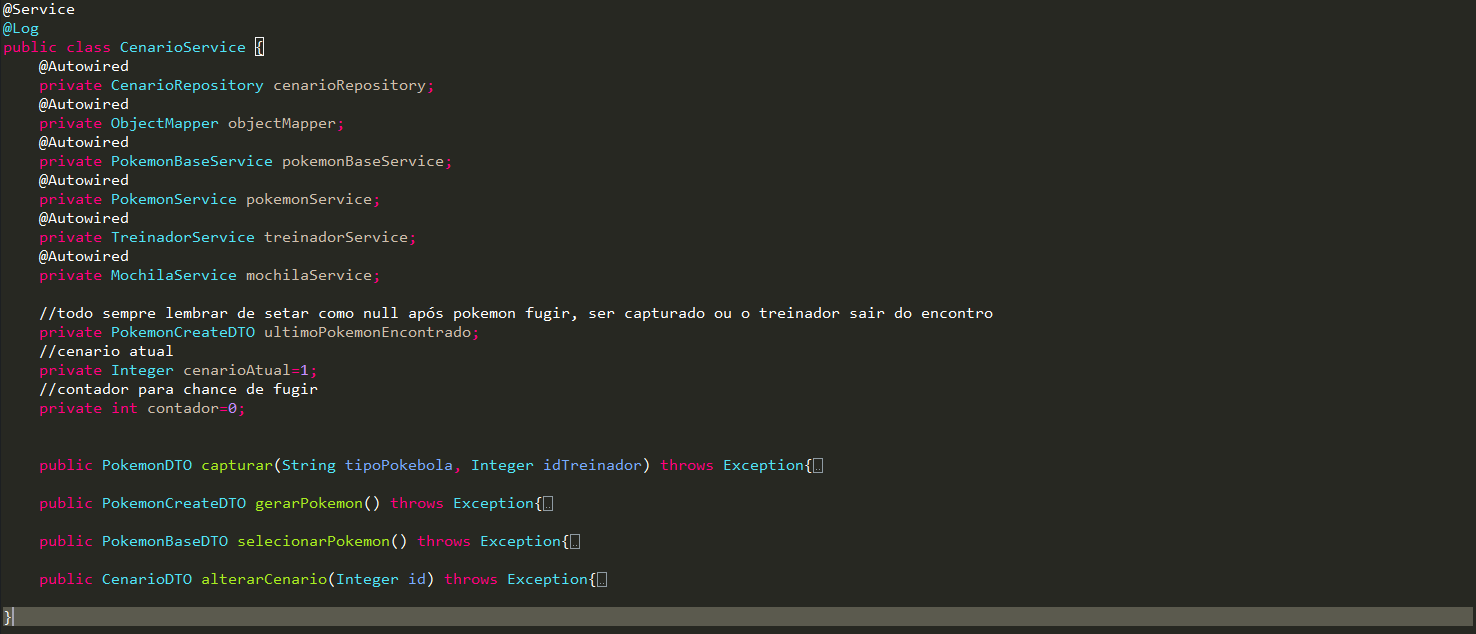 @Service
@Log
public class CenarioService {
    @Autowired
    private CenarioRepository cenarioRepository;
    @Autowired
    private ObjectMapper objectMapper;
    @Autowired
    private PokemonBaseService pokemonBaseService;
    @Autowired
    private PokemonService pokemonService;
    @Autowired
    private TreinadorService treinadorService;
    @Autowired
    private MochilaService mochilaService;
    //todo sempre lembrar de setar como null após pokemon fugir, ser capturado ou o treinador sair do encontro
    private PokemonCreateDTO ultimoPokemonEncontrado;
    //cenario atual
    private Integer cenarioAtual=1;
    //contador para chance de fugir
    private int contador=0;
    public PokemonDTO capturar(String tipoPokebola, Integer idTreinador) throws Exception{
    public PokemonCreateDTO gerarPokemon() throws Exception{
    public PokemonBaseDTO selecionarPokemon() throws Exception{
    public CenarioDTO alterarCenario(Integer id) throws Exception{
}